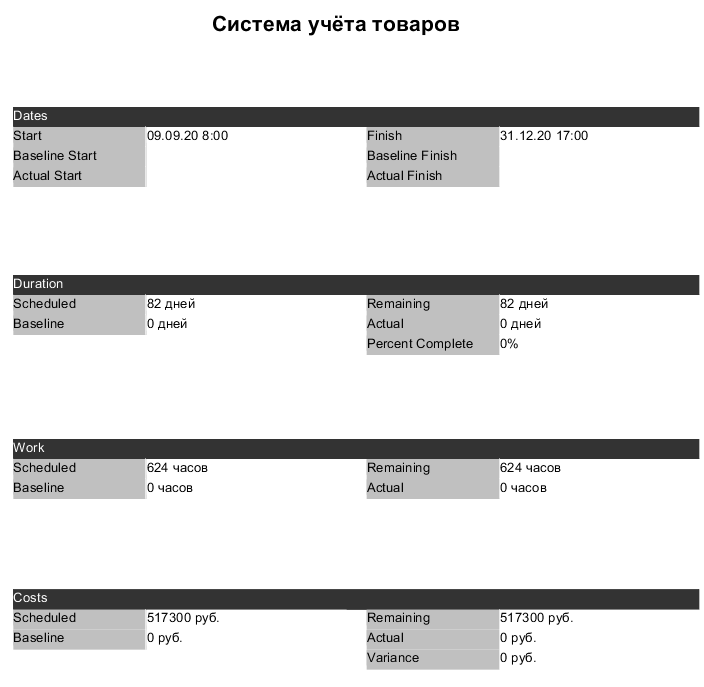 Система учёта товаров
Dates
Start 09.09.20 8:00 Finish 31.12.20 17:00
Baseline Start Baseline Finish
Actual Start Actual Finish
Duration
Scheduled 82 дней Remaining 82 дней
Baseline 0 дней Actual 0 дней
Percent Complete 0%
Work
Scheduled 624 часов Remaining 624 часов
Baseline 0 часов Actual 0 часов
Costs
Scheduled 517300 руб. Remaining 517300 руб.
Baseline 0 руб. Actual 0 руб.
Variance 0 руб.